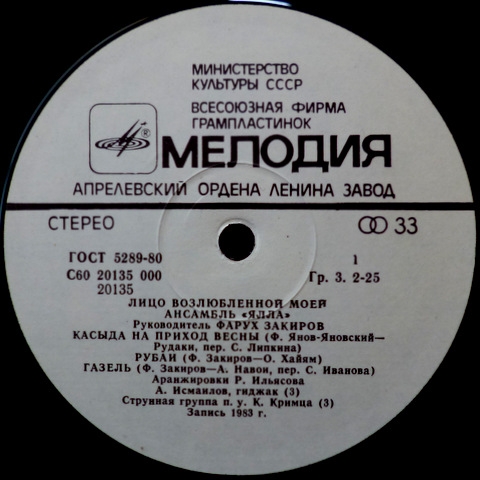 МИНИСТЕРСТВО
КУЛЬТУРЫ СССР
ВСЕСОЮЗНАЯ ФИРМА
ГРАМПЛАСТИНОК
®
МЕЛОДИЯ
АПРЕЛЕВСКИЙ ОРДЕНА ЛЕНИНА ЗАВОД
СТЕРЕО 33
ГОСТ 5289-80 1
С60 20135 000 Гр. 3. 2-25
20135
ЛИЦО ВОЗЛЮБЛЕННОЙ МОЕЙ
АНСАМБЛЬ «ЯЛЛА»
Руководитель ФАРУХ ЗАКИРОВ
КАСЫДА НА ПРИХОД ВЕСНЫ (Ф. Янов-Яновский—
Рудаки, пер. С. Липкина)
РУБАИ (Ф. Закиров—О. Хайям)
ГАЗЕЛЬ (Ф. Закиров—А. Навои, пер. С. Иванова)
Аранжировки Р. Ильясова
А. Исмаилов, гиджак (3)
Струнная группа п. у. К. Кримца (3)
Запись 1983 г.